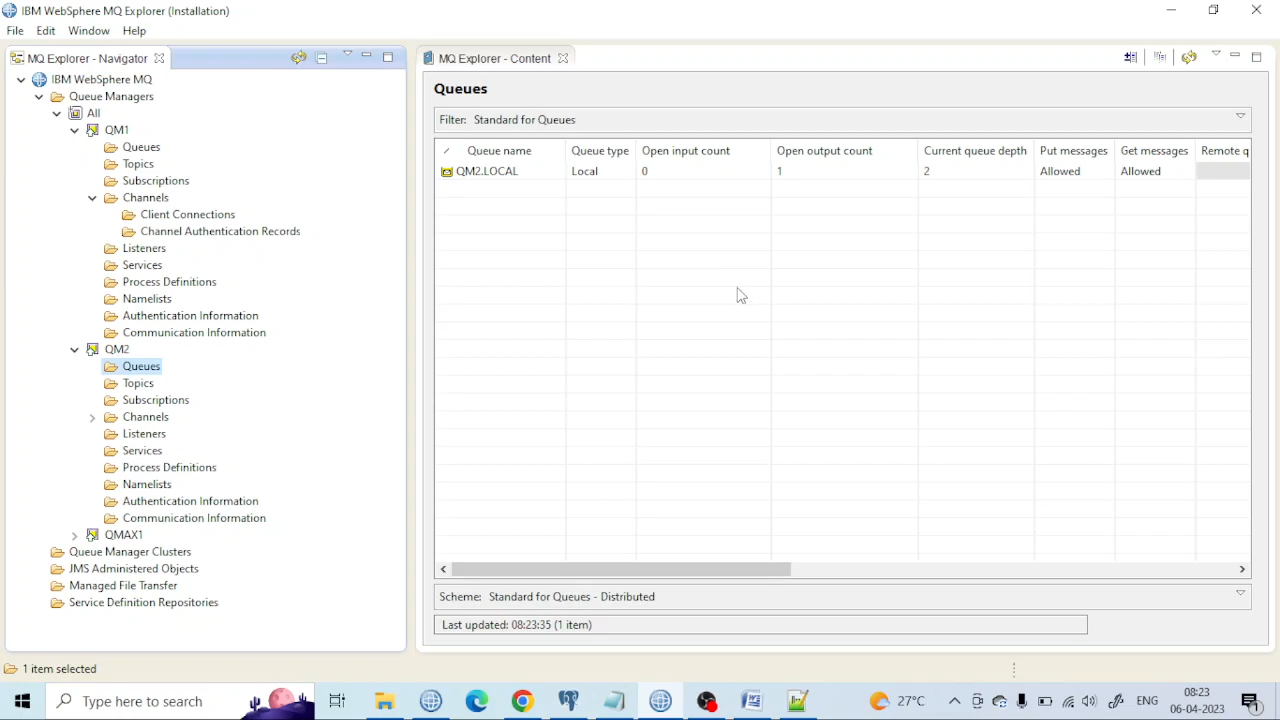 IBM WebSphere MQ Explorer (Installation)
File Edit Window Help
MQ Explorer - Navigator
IBM WebSphere MQ
Queue Managers
All
QM1
Queues
Topics
Subscriptions
Channels
Client Connections
Channel Authentication Records
Listeners
Services
Process Definitions
Namelists
Authentication Information
Communication Information
QM2
Queues
Topics
Subscriptions
Channels
Listeners
Services
Process Definitions
Namelists
Authentication Information
Communication Information
QMAX1
Queue Manager Clusters
JMS Administered Objects
Managed File Transfer
Service Definition Repositories
MQ Explorer - Content
Queues
Filter: Standard for Queues
Queue name Queue type Open input count Open output count Current queue depth Put messages Get messages Remote q
QM2.LOCAL Local 0 1 2 Allowed Allowed
Scheme: Standard for Queues - Distributed
Last updated: 08:23:35 (1 item)
1 item selected
Type here to search
27°C
ENG
08:23
06-04-2023
1